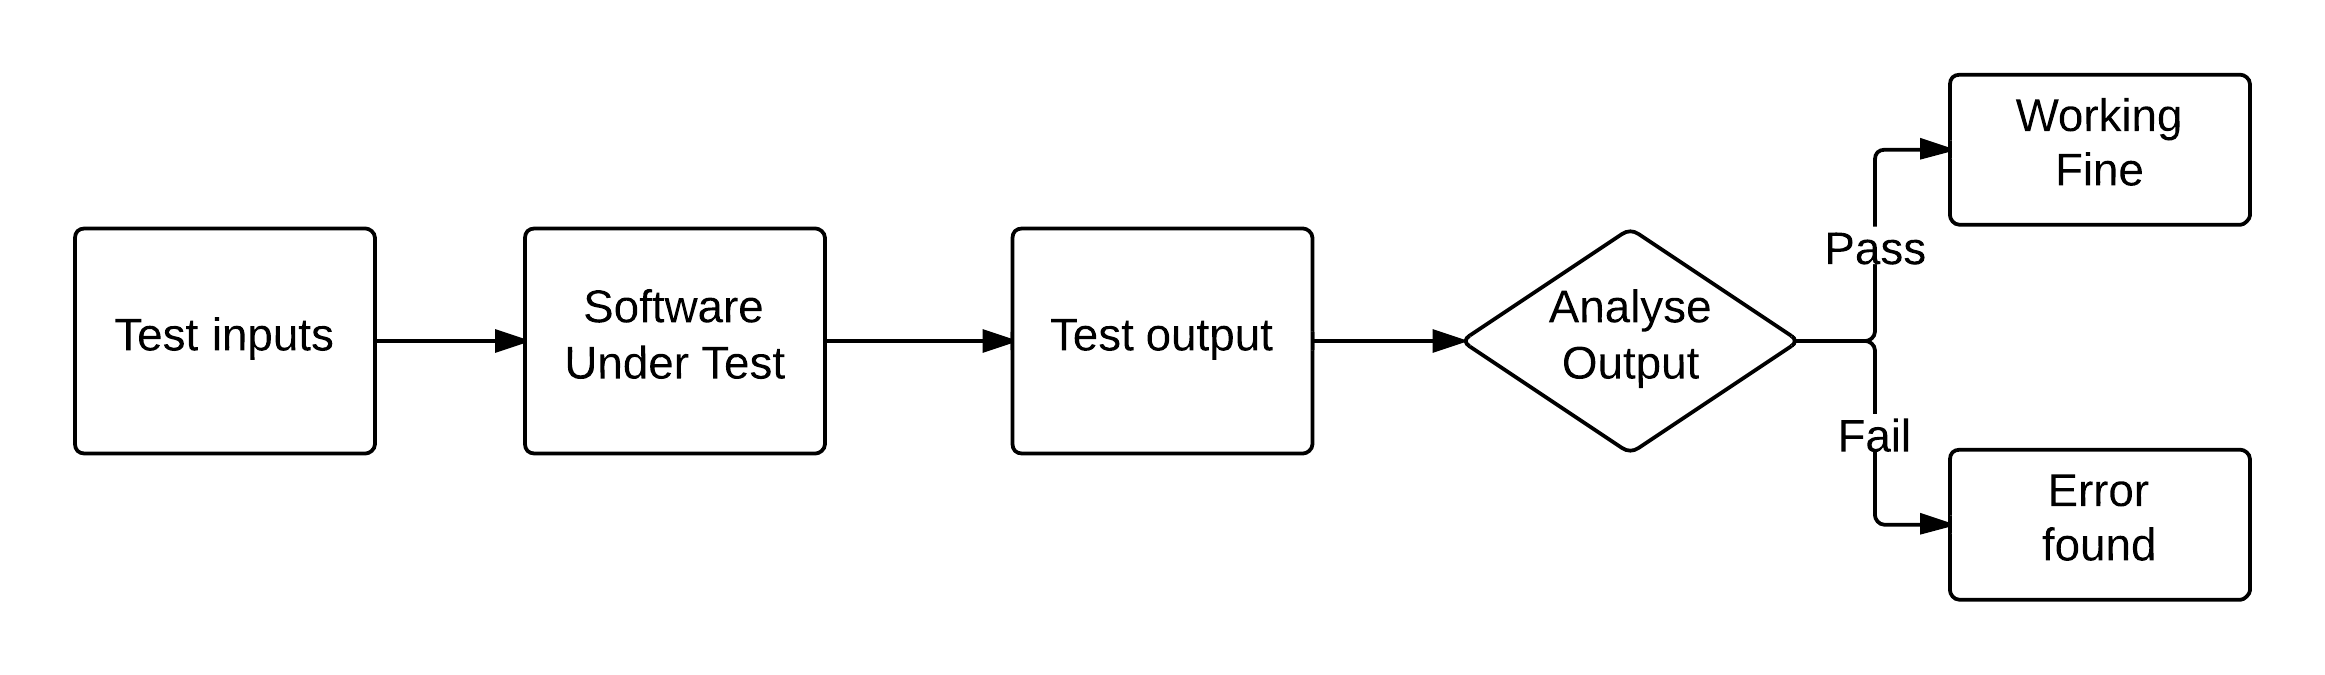 Test inputs
Software
Under Test
Test output
Analyse
Output
Pass
Working
Fine
Fail
Error
found